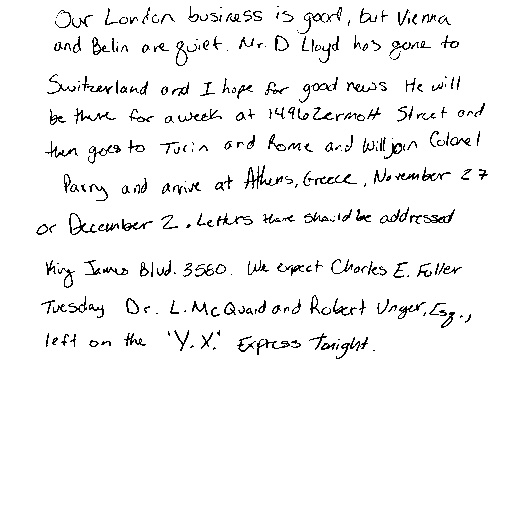 Our London business is good, but Vienna
and Belin are quiet. Mr. D Lloyd has gone to
Switzerland and I hope for good news He will
be there for a week at 1496 Zermott Street and
then goes to Turin and Rome and will join Colonel
Parry and arrive at Athens, Greece, November 27
or December 2. Letters there should be addressed
King James Blvd. 3580. We expect Charles E. Fuller
Tuesday Dr. L. McQuaid and Robert Unger, Esq.,
left on the "Y.X." Express Tonight.